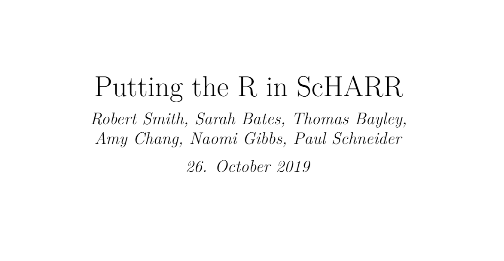 Putting the R in ScHARR
Robert Smith, Sarah Bates, Thomas Bayley,
Amy Chang, Naomi Gibbs, Paul Schneider
26. October 2019